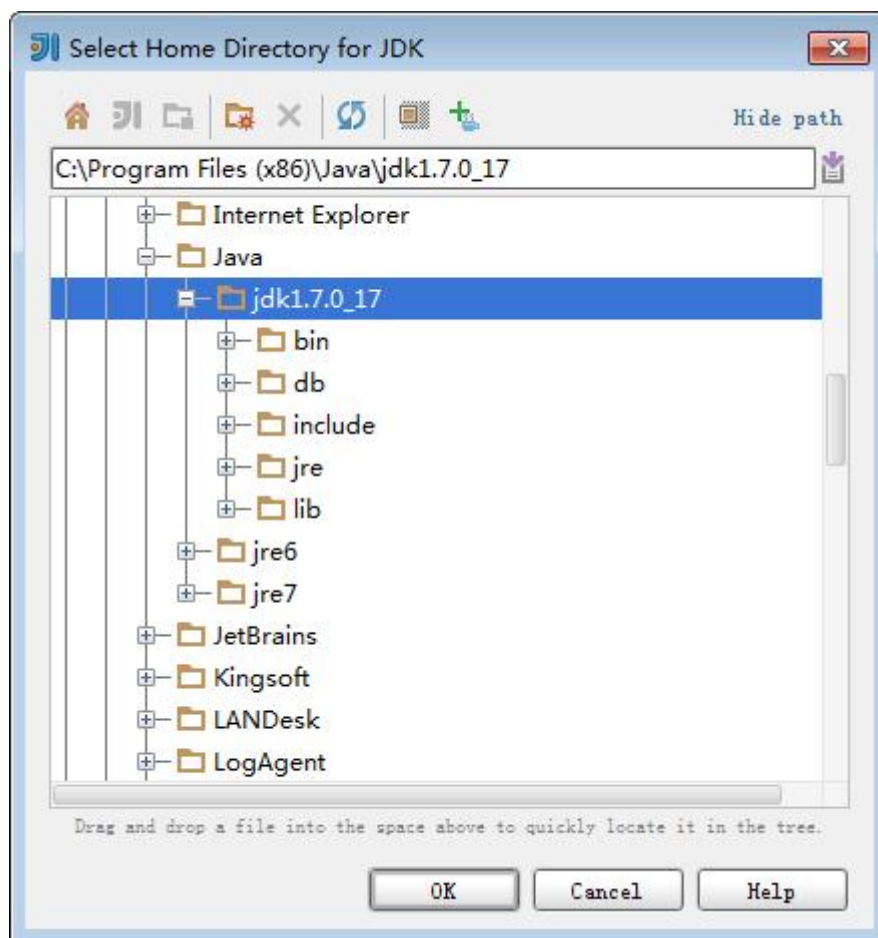 Select Home Directory for JDK
Hide path
C:\Program Files (x86)\Java\jdk1.7.0_17
Internet Explorer
Java
jdk1.7.0_17
bin
db
include
jre
lib
jre6
jre7
JetBrains
Kingsoft
LANDesk
LogAgent
Drag and drop a file into the space above to quickly locate it in the tree.
OK Cancel Help